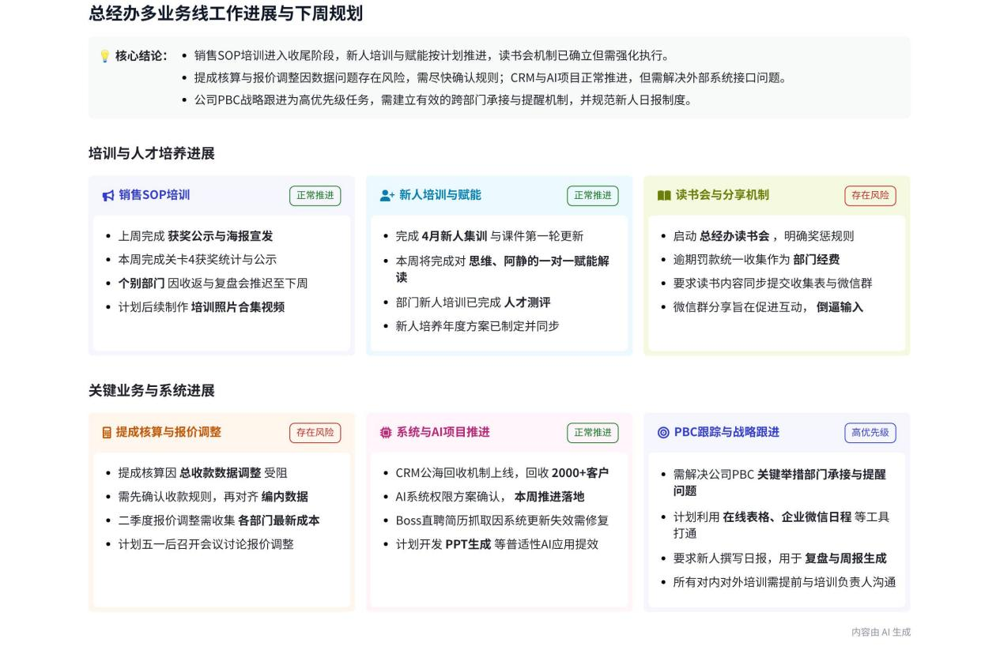 总经办多业务线工作进展与下周规划
核心结论：
销售SOP培训进入收尾阶段，新人培训与赋能按计划推进，读书会机制已确立但需强化执行。
提成核算与报价调整因数据问题存在风险，需尽快确认规则；CRM与AI项目正常推进，但需解决外部系统接口问题。
公司PBC战略跟进为高优先级任务，需建立有效的跨部门承接与提醒机制，并规范新人日报制度。
培训与人才培养进展
销售SOP培训
正常推进
上周完成 获奖公示与海报宣发
本周完成关卡4获奖统计与公示
个别部门 因收返与复盘会推迟至下周
计划后续制作 培训照片合集视频
新人培训与赋能
正常推进
完成 4月新人集训 与课件第一轮更新
本周将完成对 思维、阿静的一对一赋能解
读
部门新人培训已完成 人才测评
新人培养年度方案已制定并同步
读书会与分享机制
存在风险
启动 总经办读书会 ，明确奖惩规则
逾期罚款统一收集作为 部门经费
要求读书内容同步提交收集表与微信群
微信群分享旨在促进互动， 倒逼输入
关键业务与系统进展
提成核算与报价调整
存在风险
提成核算因 总收款数据调整 受阻
需先确认收款规则，再对齐 编内数据
二季度报价调整需收集 各部门最新成本
计划五一后召开会议讨论报价调整
系统与AI项目推进
正常推进
CRM公海回收机制上线，回收 2000+客户
AI系统权限方案确认， 本周推进落地
Boss直聘简历抓取因系统更新失效需修复
计划开发 PPT生成 等普适性AI应用提效
PBC跟踪与战略跟进
高优先级
需解决公司PBC 关键举措部门承接与提醒
问题
计划利用 在线表格、企业微信日程 等工具
打通
要求新人撰写日报，用于 复盘与周报生成
所有对内对外培训需提前与培训负责人沟通
内容由 AI 生成